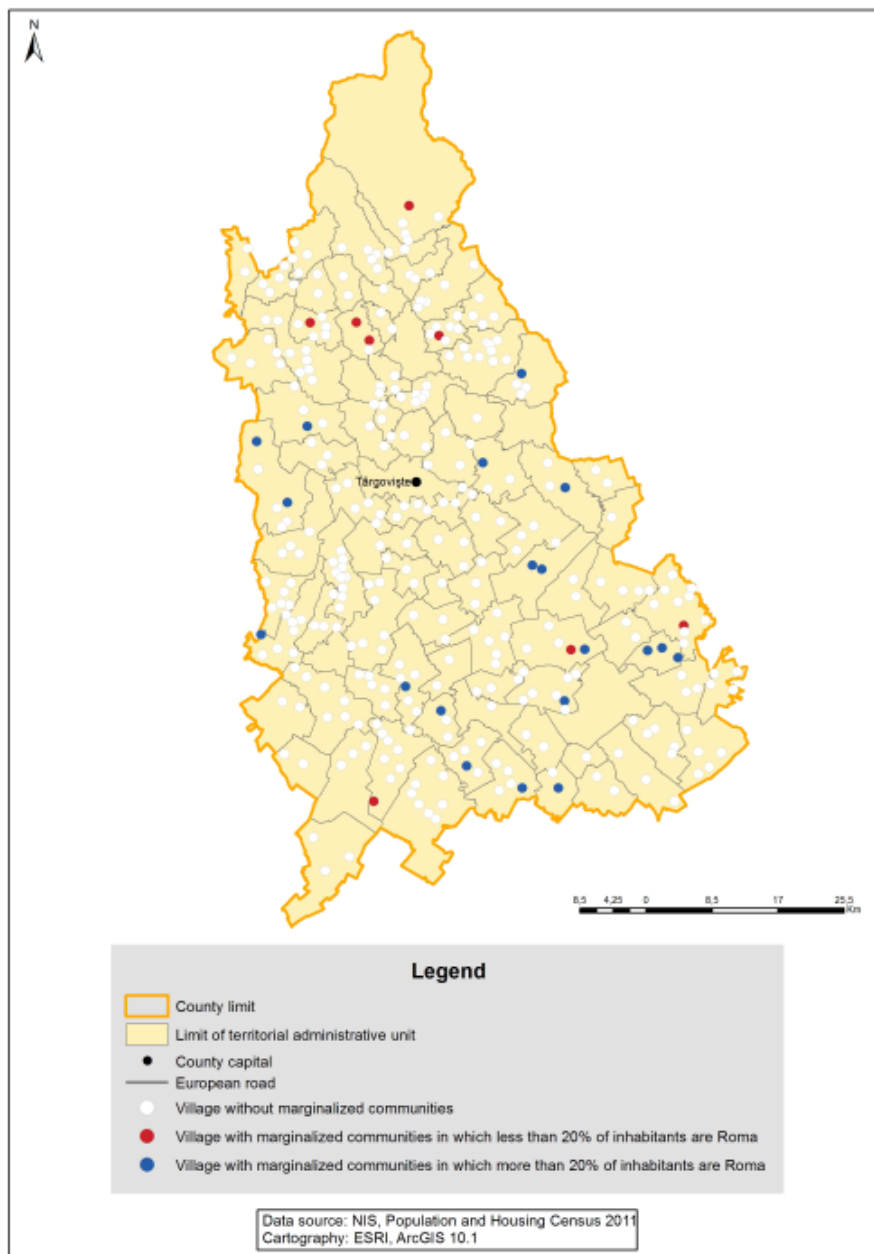 N
Târgovişte
8,5 4,25 0 8,5 17 25,5
Km
Legend
County limit
Limit of territorial administrative unit
County capital
European road
Village without marginalized communities
Village with marginalized communities in which less than 20% of inhabitants are Roma
Village with marginalized communities in which more than 20% of inhabitants are Roma
Data source: NIS, Population and Housing Census 2011
Cartography: ESRI, ArcGIS 10.1